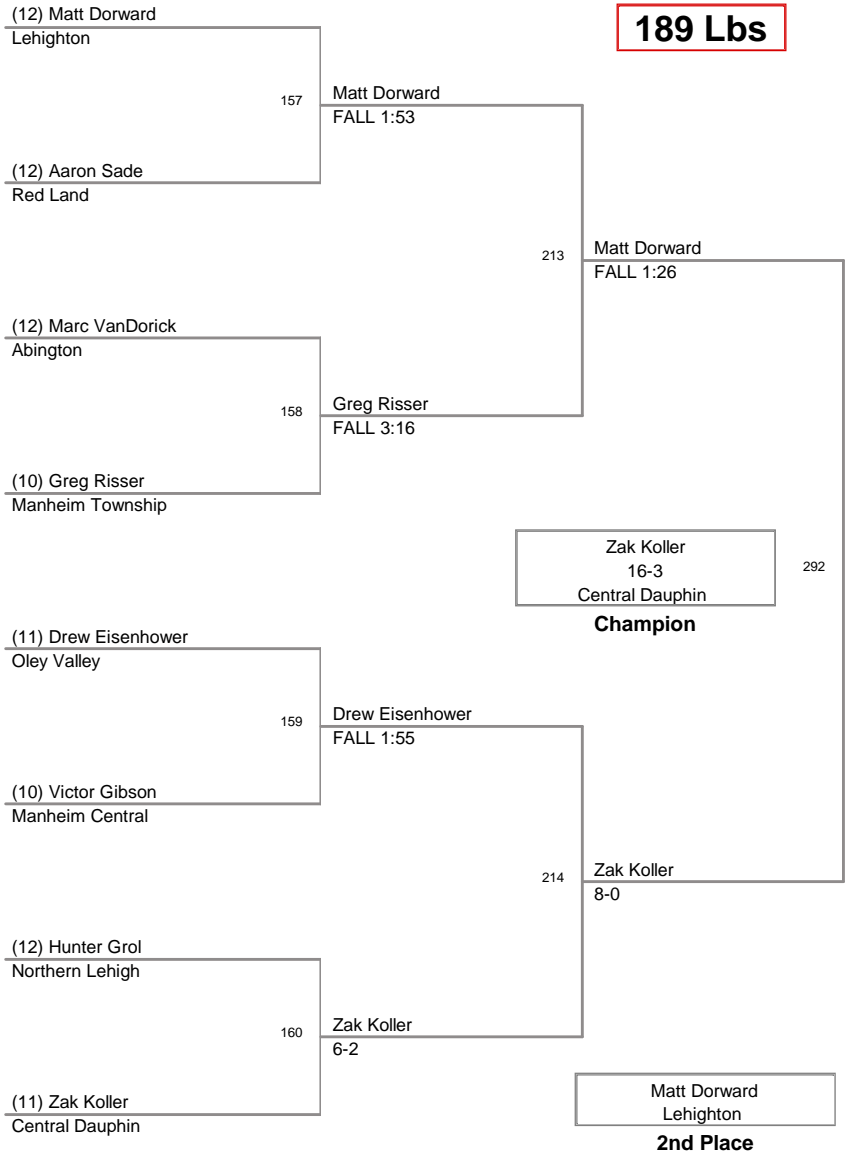 (12) Matt Dorward
Lehighton
189 Lbs
157
Matt Dorward
FALL 1:53
(12) Aaron Sade
Red Land
213
Matt Dorward
FALL 1:26
(12) Marc VanDorick
Abington
158
Greg Risser
FALL 3:16
(10) Greg Risser
Manheim Township
Zak Koller
16-3
Central Dauphin
Champion
292
(11) Drew Eisenhower
Oley Valley
159
Drew Eisenhower
FALL 1:55
(10) Victor Gibson
Manheim Central
214
Zak Koller
8-0
(12) Hunter Grol
Northern Lehigh
160
Zak Koller
6-2
(11) Zak Koller
Central Dauphin
Matt Dorward
Lehighton
2nd Place